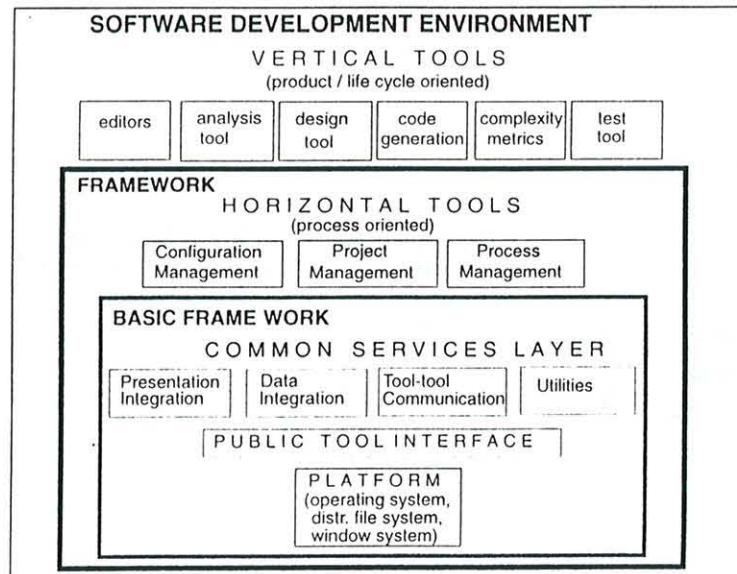 SOFTWARE DEVELOPMENT ENVIRONMENT
VERTICAL TOOLS
(product / life cycle oriented)
editors
analysis
tool
design
tool
code
generation
complexity
metrics
test
tool
FRAMEWORK
HORIZONTAL TOOLS
(process oriented)
Configuration
Management
Project
Management
Process
Management
BASIC FRAME WORK
COMMON SERVICES LAYER
Presentation
Integration
Data
Integration
Tool-tool
Communication
Utilities
PUBLIC TOOL INTERFACE
PLATFORM
(operating system,
distr. file system,
window system)